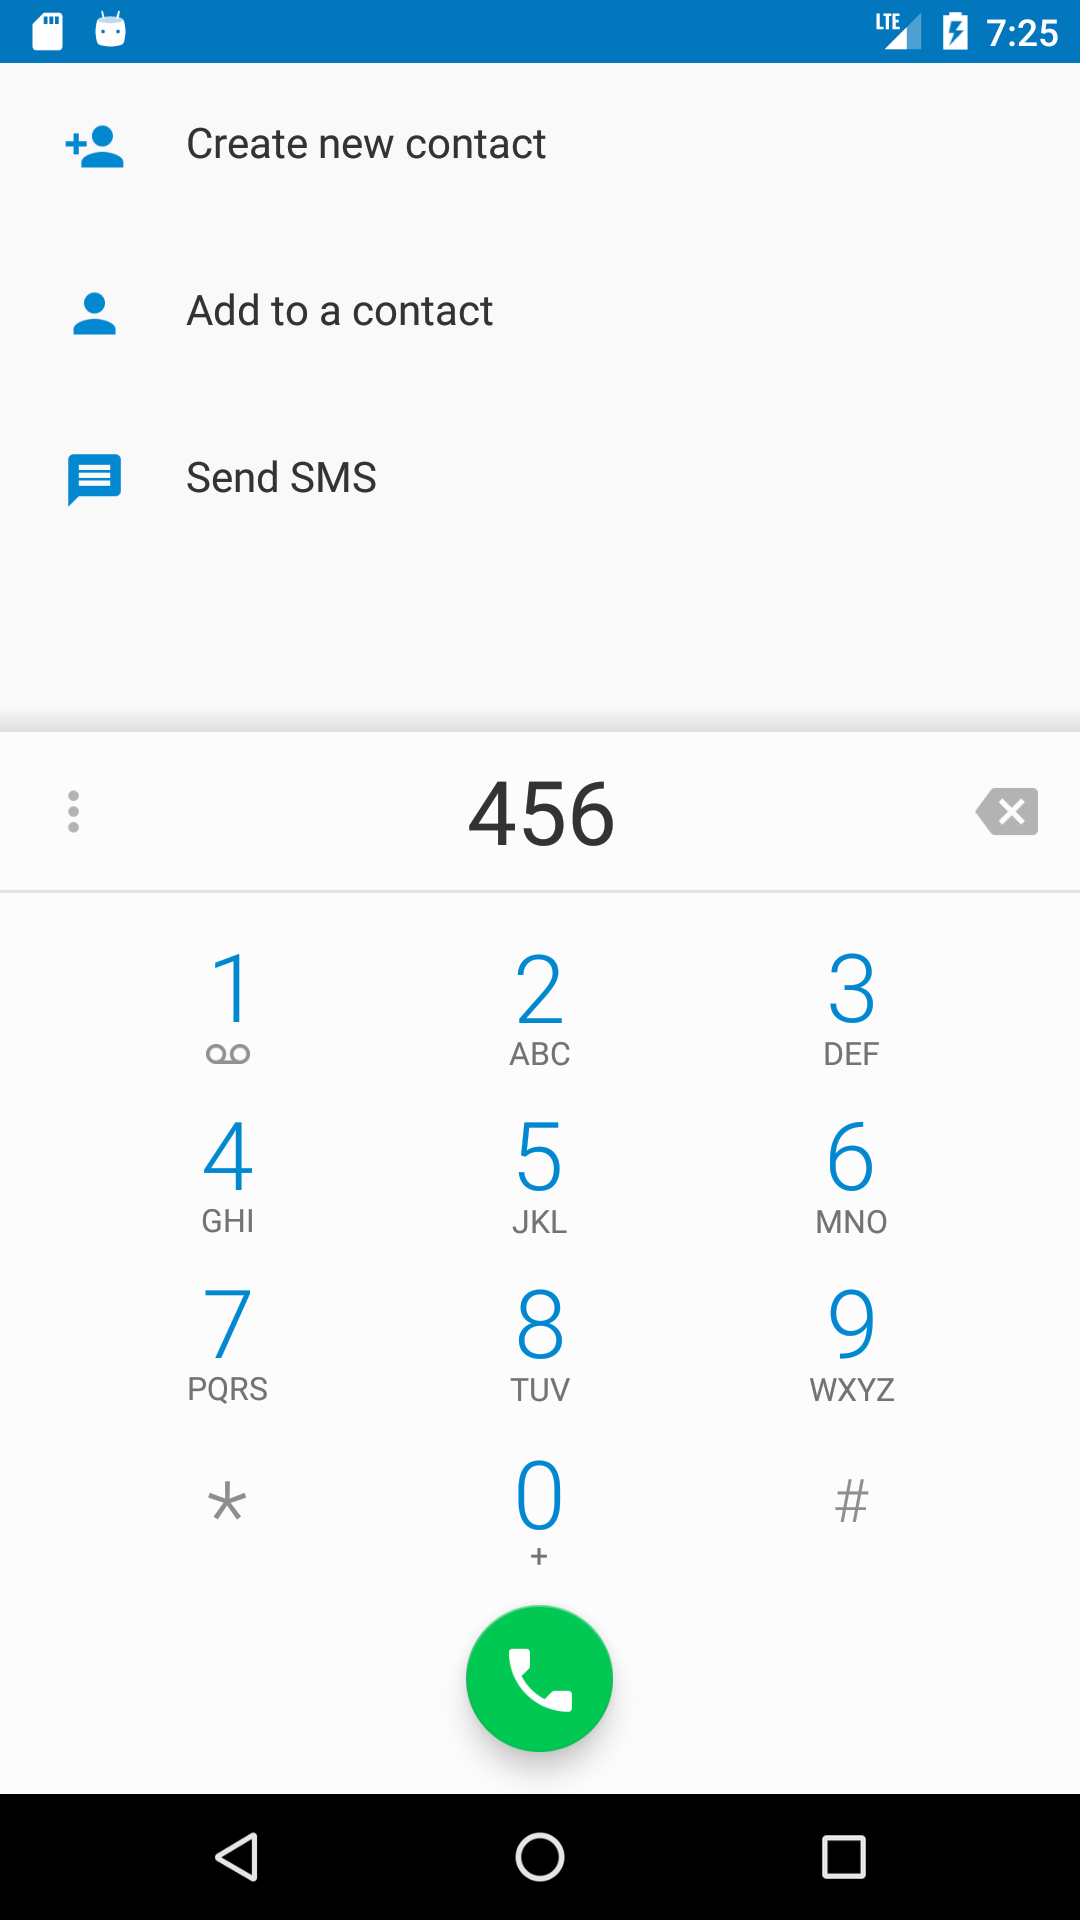 LTE 7:25
Create new contact
Add to a contact
Send SMS
456
1 2 3
ABC DEF
4 5 6
GHI JKL MNO
7 8 9
PQRS TUV WXYZ
* 0 #
+